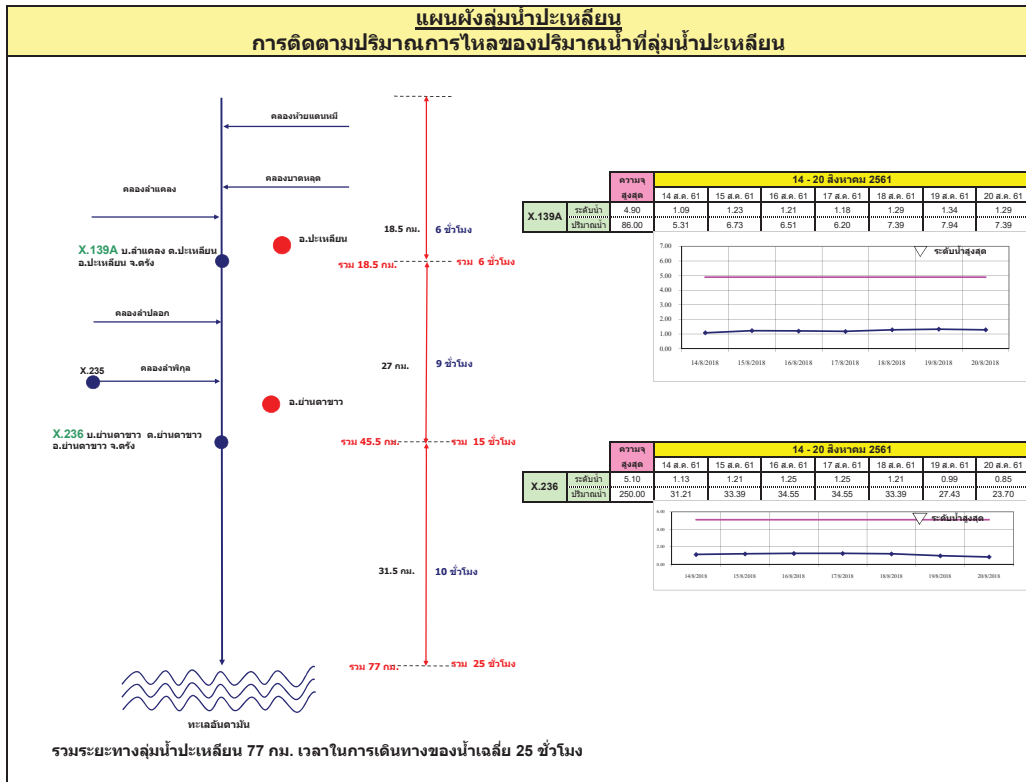 แผนผังลุ่มน้ำปะเหลียน
การติดตามปริมาณการไหลของปริมาณน้ำที่ลุ่มน้ำปะเหลียน
คลองห้วยแดนหมี
คลองบาดหลุด
คลองลำแคลง
18.5 กม.
6 ชั่วโมง
อ.ปะเหลียน
X.139A บ.ลำแคลง ต.ปะเหลียน
อ.ปะเหลียน จ.ตรัง
รวม 18.5 กม.
รวม 6 ชั่วโมง
คลองลำปลอก
27 กม.
9 ชั่วโมง
X.235
คลองลำพิกุล
อ.ย่านตาขาว
X.236 บ.ย่านตาขาว ต.ย่านตาขาว
อ.ย่านตาขาว จ.ตรัง
รวม 45.5 กม.
รวม 15 ชั่วโมง
31.5 กม.
10 ชั่วโมง
รวม 77 กม.
รวม 25 ชั่วโมง
ทะเลอันดามัน
รวมระยะทางลุ่มน้ำปะเหลียน 77 กม. เวลาในการเดินทางของน้ำเฉลี่ย 25 ชั่วโมง
ความจุ 14 - 20 สิงหาคม 2561
สูงสุด 14 ส.ค. 61 15 ส.ค. 61 16 ส.ค. 61 17 ส.ค. 61 18 ส.ค. 61 19 ส.ค. 61 20 ส.ค. 61
X.139A
ระดับน้ำ 4.90 1.09 1.23 1.21 1.18 1.29 1.34 1.29
ปริมาณน้ำ 86.00 5.31 6.73 6.51 6.20 7.39 7.94 7.39
ระดับน้ำสูงสุด
7.00
6.00
5.00
4.00
3.00
2.00
1.00
0.00
14/8/2018 15/8/2018 16/8/2018 17/8/2018 18/8/2018 19/8/2018 20/8/2018
ความจุ 14 - 20 สิงหาคม 2561
สูงสุด 14 ส.ค. 61 15 ส.ค. 61 16 ส.ค. 61 17 ส.ค. 61 18 ส.ค. 61 19 ส.ค. 61 20 ส.ค. 61
X.236
ระดับน้ำ 5.10 1.13 1.21 1.25 1.25 1.21 0.99 0.85
ปริมาณน้ำ 250.00 31.21 33.39 34.55 34.55 33.39 27.43 23.70
ระดับน้ำสูงสุด
6.00
4.00
2.00
0.00
14/8/2018 15/8/2018 16/8/2018 17/8/2018 18/8/2018 19/8/2018 20/8/2018